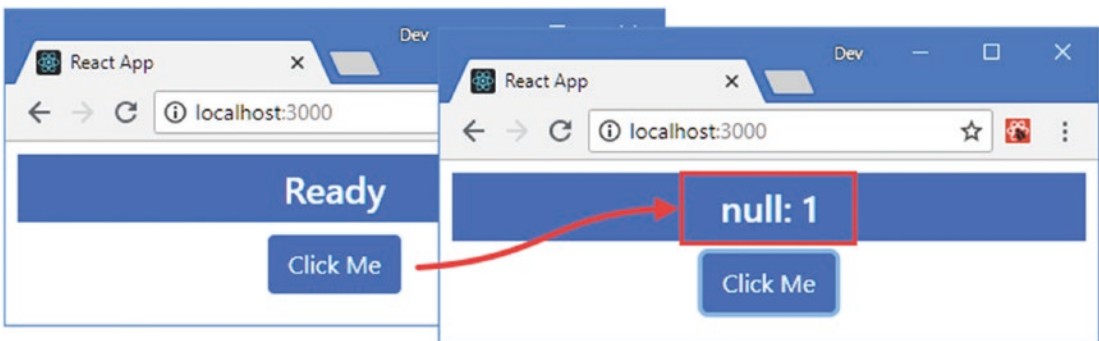 Dev
React App
localhost:3000
Ready
Click Me
Dev
React App
localhost:3000
null: 1
Click Me